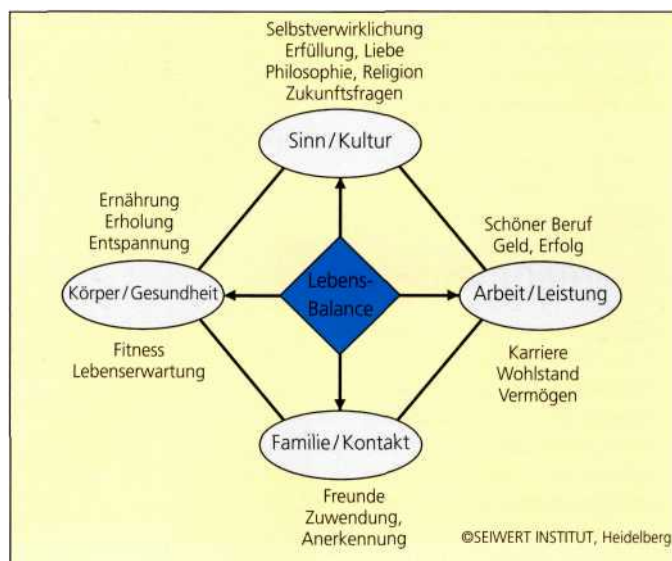 Selbstverwirklichung
Erfüllung, Liebe
Philosophie, Religion
Zukunftsfragen
Sinn/Kultur
Ernährung
Erholung
Entspannung
Körper/Gesundheit
Fitness
Lebenserwartung
Lebens-
Balance
Schöner Beruf
Geld, Erfolg
Arbeit/Leistung
Karriere
Wohlstand
Vermögen
Familie/Kontakt
Freunde
Zuwendung,
Anerkennung
©SEIWERT INSTITUT, Heidelberg